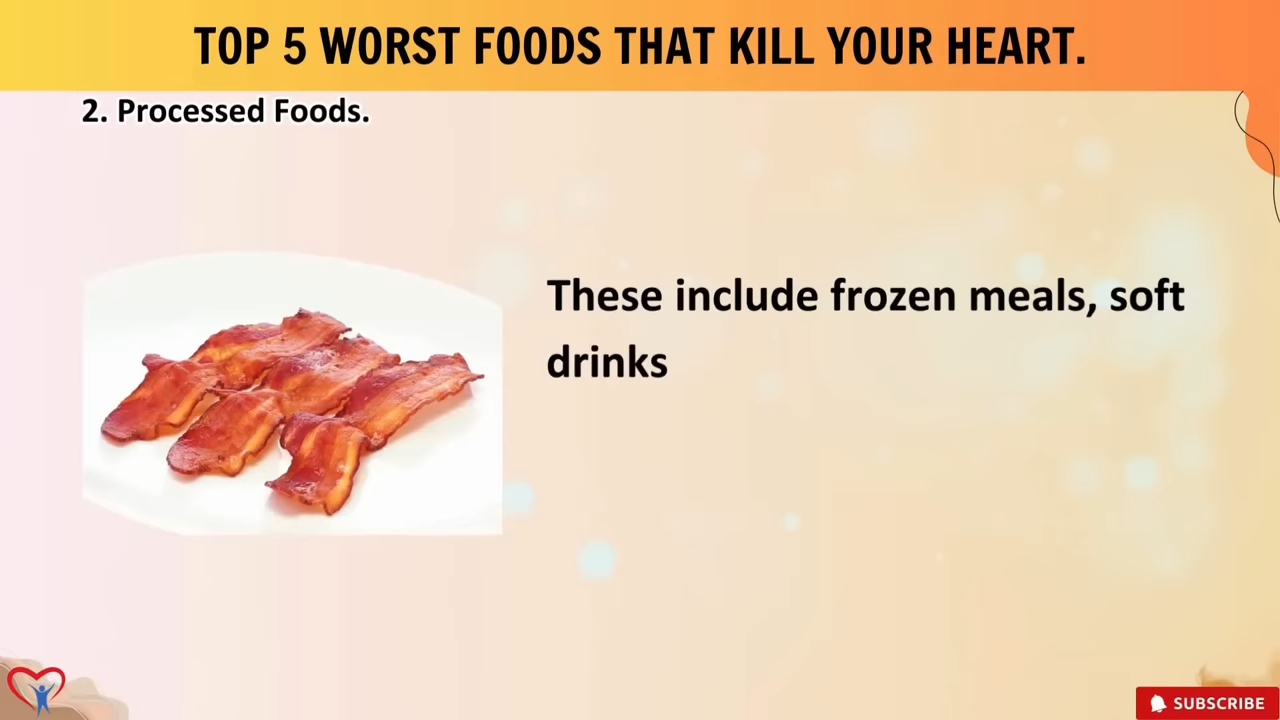 TOP 5 WORST FOODS THAT KILL YOUR HEART.
2. Processed Foods.
These include frozen meals, soft
drinks
SUBSCRIBE